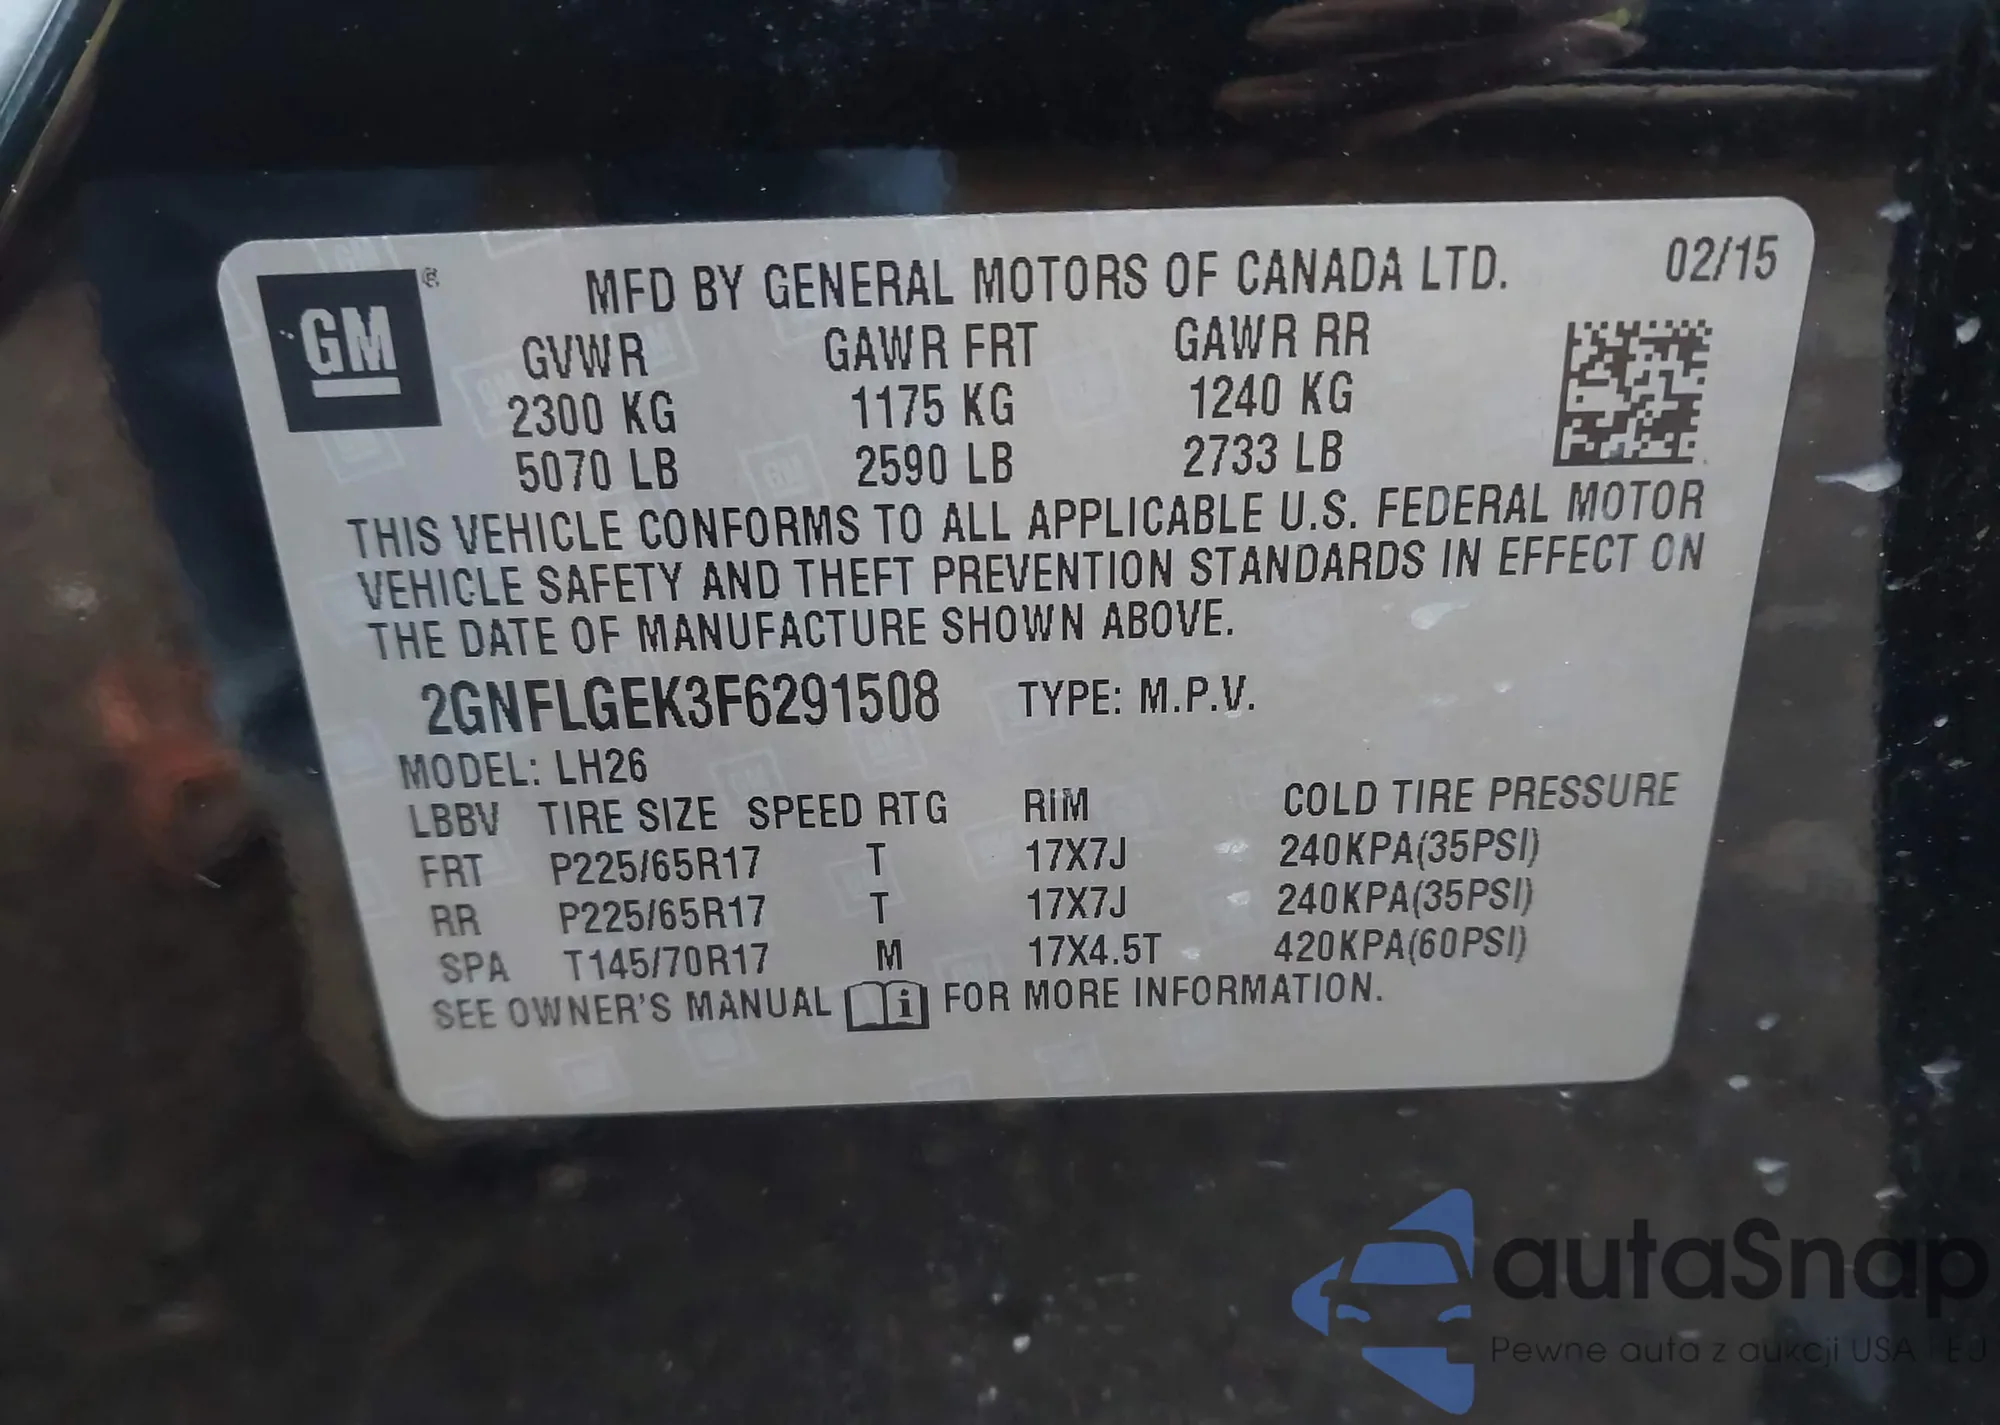 GM ®
MFD BY GENERAL MOTORS OF CANADA LTD. 02/15
GVWR GAWR FRT GAWR RR
2300 KG 1175 KG 1240 KG
5070 LB 2590 LB 2733 LB
THIS VEHICLE CONFORMS TO ALL APPLICABLE U.S. FEDERAL MOTOR
VEHICLE SAFETY AND THEFT PREVENTION STANDARDS IN EFFECT ON
THE DATE OF MANUFACTURE SHOWN ABOVE.
2GNFLGEK3F6291508 TYPE: M.P.V.
MODEL: LH26
LBBV TIRE SIZE SPEED RTG RIM COLD TIRE PRESSURE
FRT P225/65R17 T 17X7J 240KPA(35PSI)
RR P225/65R17 T 17X7J 240KPA(35PSI)
SPA T145/70R17 M 17X4.5T 420KPA(60PSI)
SEE OWNER'S MANUAL i FOR MORE INFORMATION.
autaSnap
Pewne auta z aukcji USA i EU